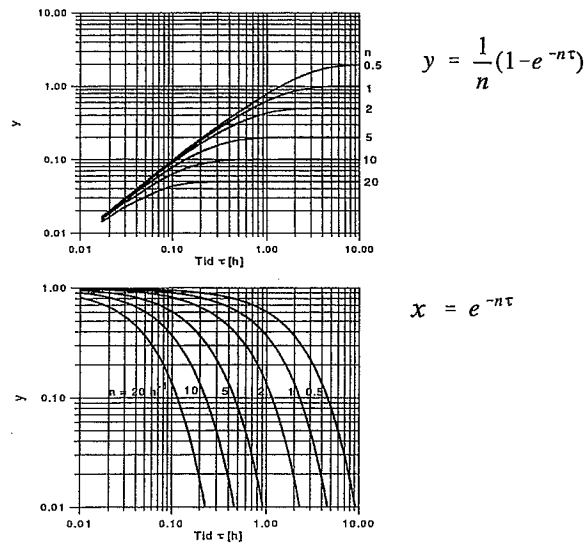 10.00
1.00
0.10
0.01
y
n
0.5
1
2
5
10
20
0.01 0.10 1.00 10.00
Tid τ [h]
y = 1/n (1-e^{-nτ})
1.00
0.10
0.01
y
n = 20 h⁻¹ 10 5 2 1 0.5
0.01 0.10 1.00 10.00
Tid τ [h]
x = e^{-nτ}